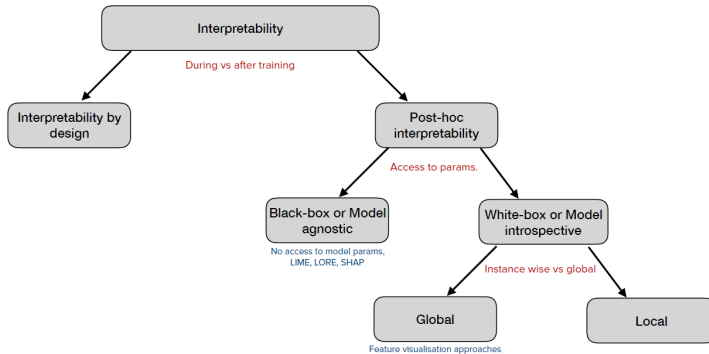 Interpretability
During vs after training
Interpretability by
design
Post-hoc
interpretability
Access to params.
Black-box or Model
agnostic
No access to model params,
LIME, LORE, SHAP
White-box or Model
introspective
Instance wise vs global
Global
Feature visualisation approaches
Local